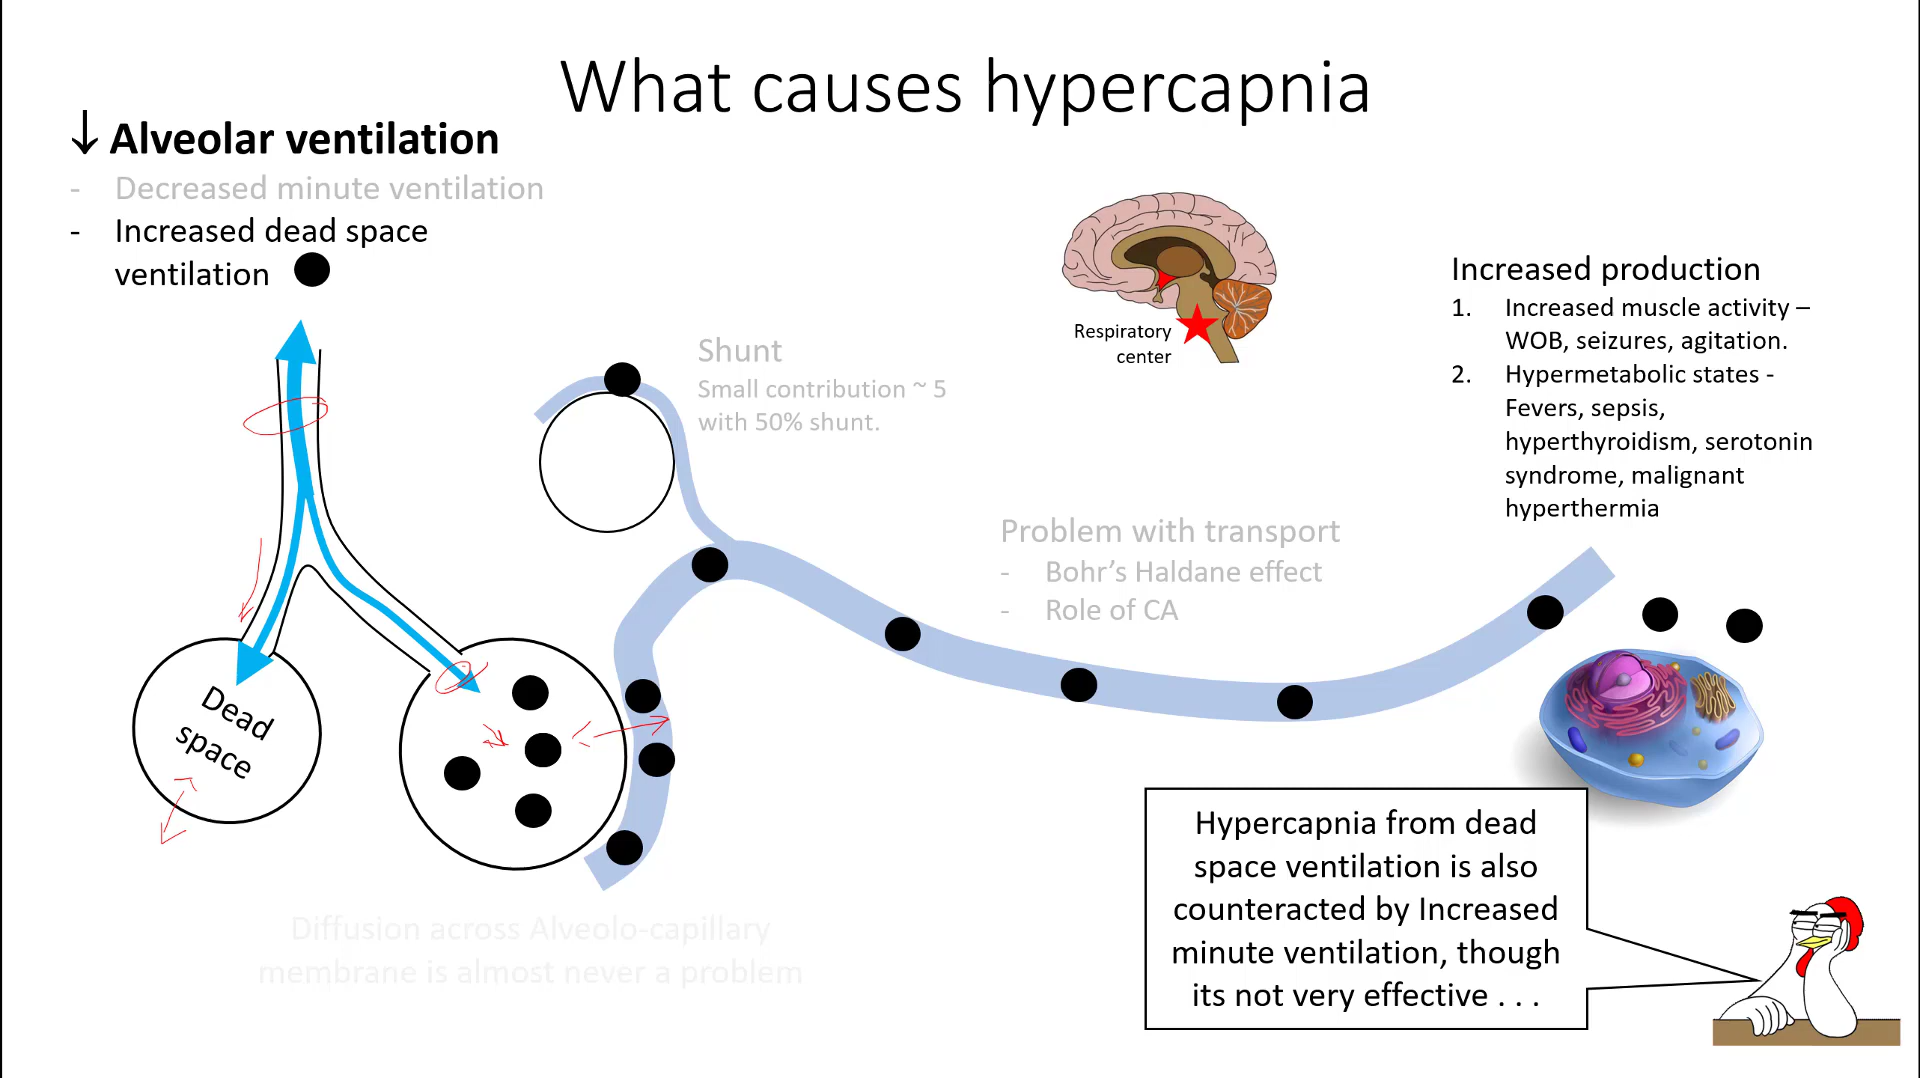 What causes hypercapnia
↓ Alveolar ventilation
- Decreased minute ventilation
- Increased dead space
ventilation
Respiratory
center
Increased production
1. Increased muscle activity –
WOB, seizures, agitation.
2. Hypermetabolic states -
Fevers, sepsis,
hyperthyroidism, serotonin
syndrome, malignant
hyperthermia
Shunt
Small contribution ~ 5
with 50% shunt.
Problem with transport
- Bohr's Haldane effect
- Role of CA
Dead
space
Diffusion across Alveolo-capillary
membrane is almost never a problem
Hypercapnia from dead
space ventilation is also
counteracted by Increased
minute ventilation, though
its not very effective . . .